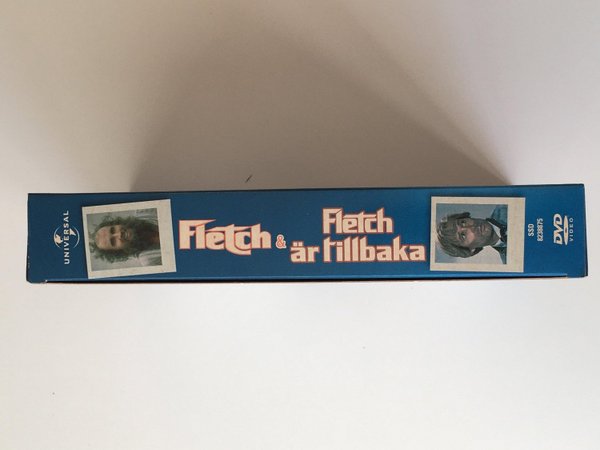 UNIVERSAL
Fletch &
Fletch
är tillbaka
SSD
8238875
DVD
VIDEO